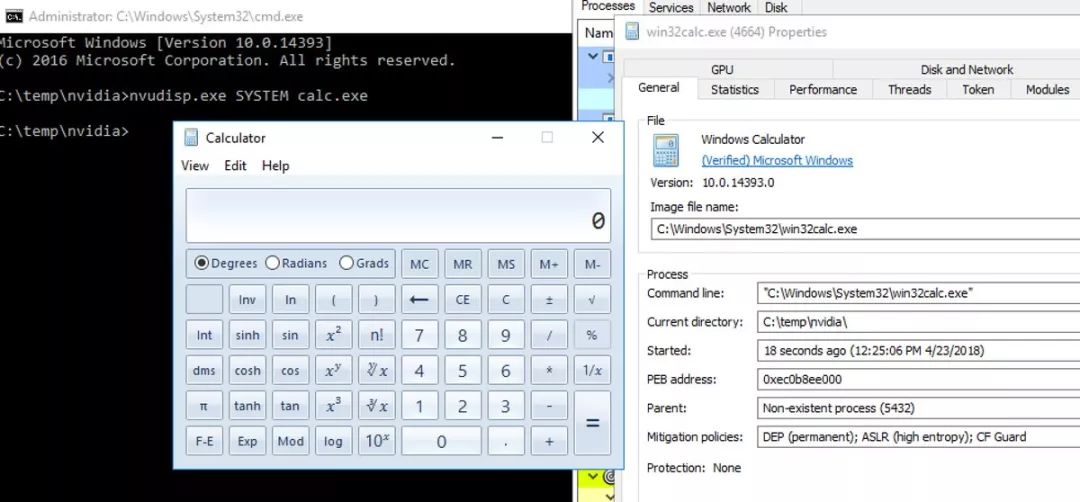 Administrator: C:\Windows\System32\cmd.exe
Microsoft Windows [Version 10.0.14393]
(c) 2016 Microsoft Corporation. All rights reserved.
C:\temp\nvidia>nvudisp.exe SYSTEM calc.exe
C:\temp\nvidia>
Calculator
View Edit Help
0
Degrees Radians Grads MC MR MS M+ M-
Inv ln ( ) ← CE C ± √
Int sinh sin x² n! 7 8 9 / %
dms cosh cos xʸ ʸ√x 4 5 6 * 1/x
π tanh tan x³ ³√x 1 2 3 - =
F-E Exp Mod log 10ˣ 0 . +
Processes Services Network Disk
Nam
win32calc.exe (4664) Properties
GPU Disk and Network
General Statistics Performance Threads Token Modules
File
Windows Calculator
(Verified) Microsoft Windows
Version: 10.0.14393.0
Image file name:
C:\Windows\System32\win32calc.exe
Process
Command line: "C:\Windows\System32\win32calc.exe"
Current directory: C:\temp\nvidia\
Started: 18 seconds ago (12:25:06 PM 4/23/2018)
PEB address: 0xec0b8ee000
Parent: Non-existent process (5432)
Mitigation policies: DEP (permanent); ASLR (high entropy); CF Guard
Protection: None